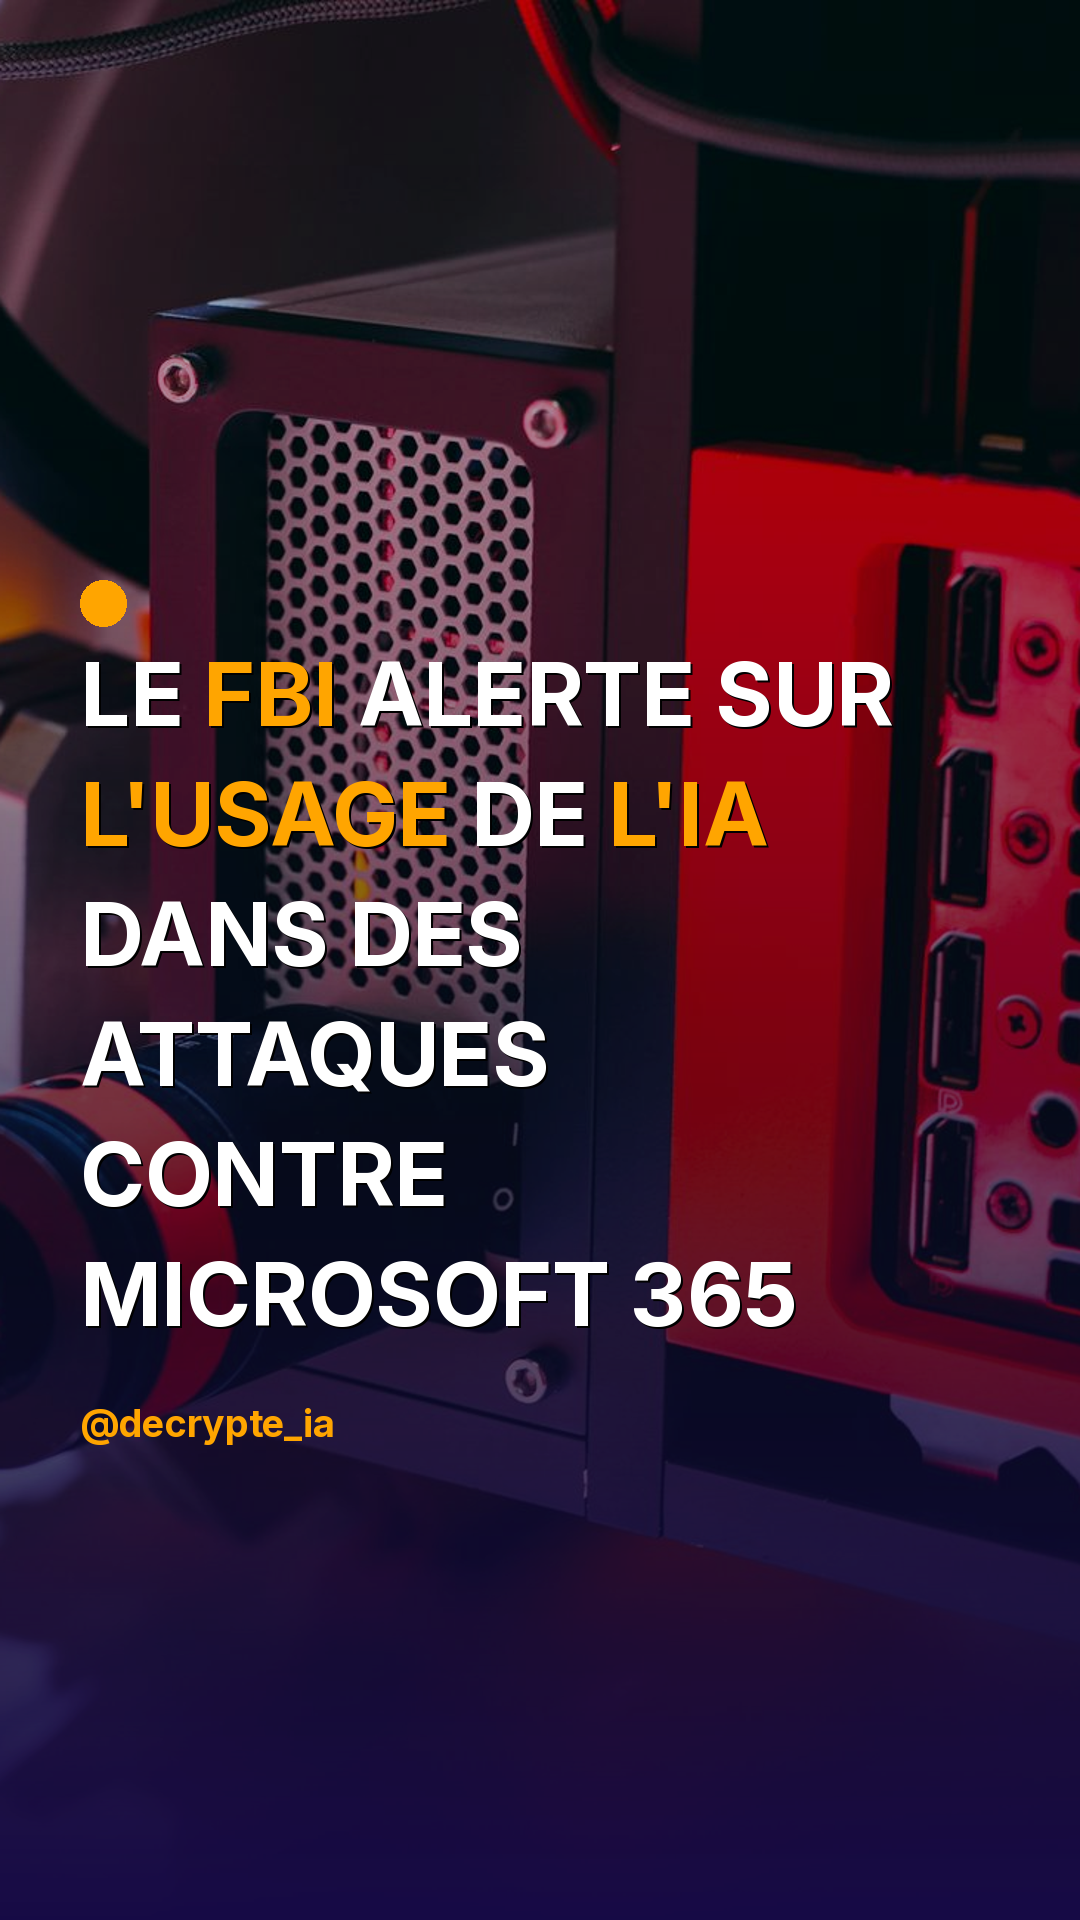 LE FBI ALERTE SUR
L'USAGE DE L'IA
DANS DES
ATTAQUES
CONTRE
MICROSOFT 365
@decrypte_ia